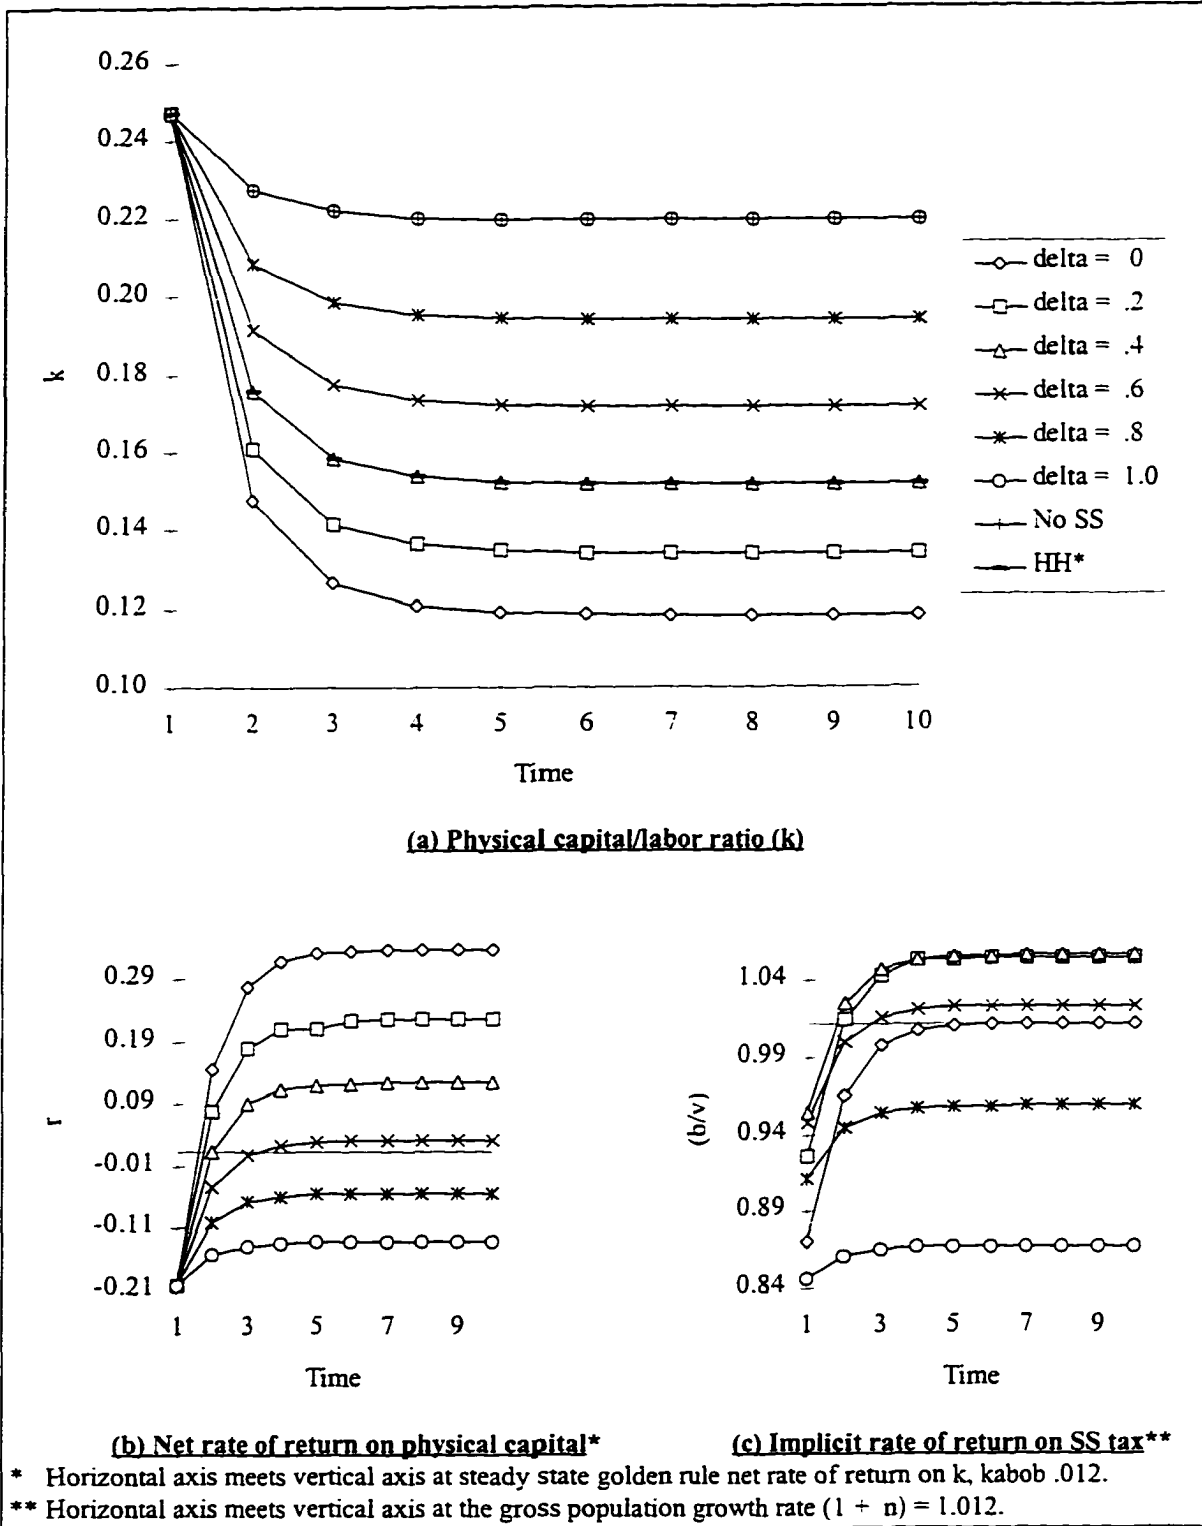 0.26
0.24
0.22
0.20
0.18
0.16
0.14
0.12
0.10
k
1 2 3 4 5 6 7 8 9 10
Time
delta = 0
delta = .2
delta = .4
delta = .6
delta = .8
delta = 1.0
No SS
HH*
(a) Physical capital/labor ratio (k)
0.29
0.19
0.09
-0.01
-0.11
-0.21
r
1 3 5 7 9
Time
(b) Net rate of return on physical capital*
1.04
0.99
0.94
0.89
0.84
(b/v)
1 3 5 7 9
Time
(c) Implicit rate of return on SS tax**
* Horizontal axis meets vertical axis at steady state golden rule net rate of return on k, kabob .012.
** Horizontal axis meets vertical axis at the gross population growth rate (1 + n) = 1.012.